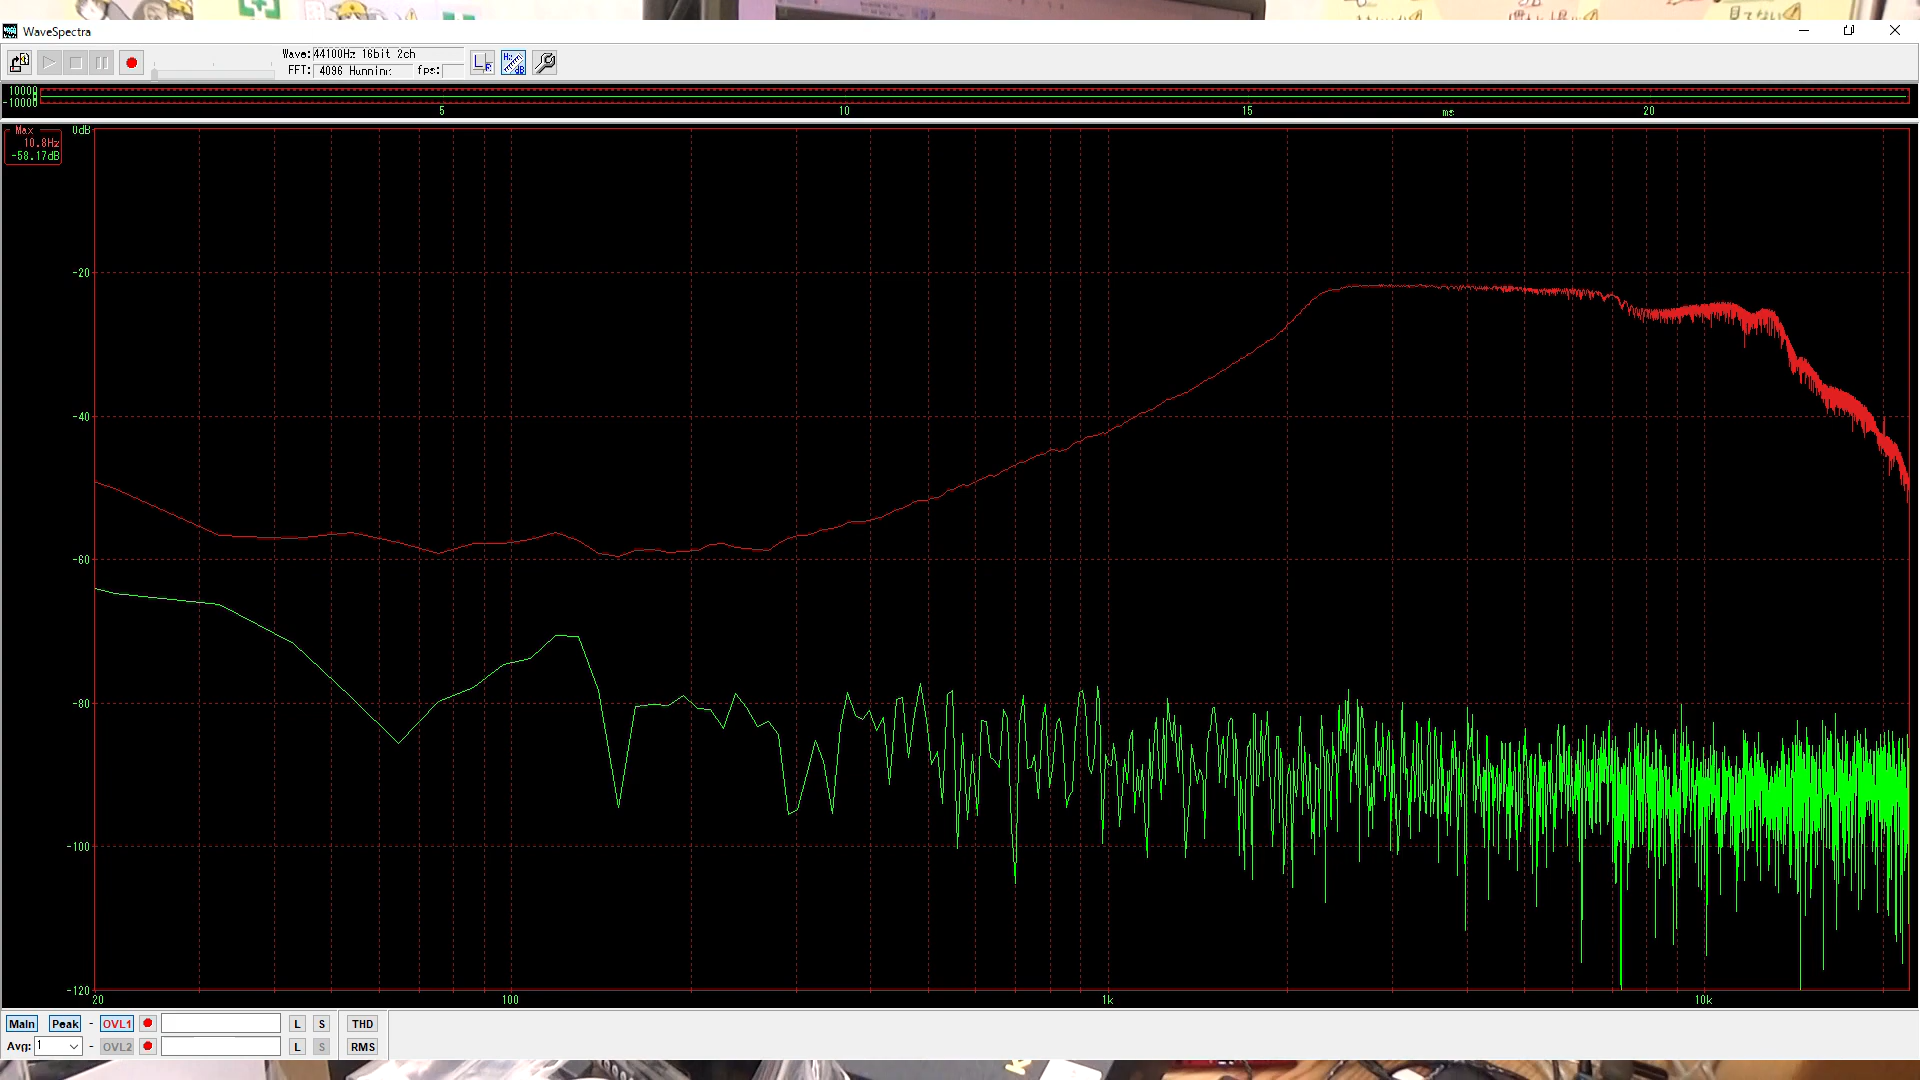 WaveSpectra
Wave: 44100Hz 16bit 2ch
FFT: 4096 Hunning fps:
10000
-10000
5 10 15 ms 20
Max
10.8Hz
-58.17dB
0dB
-20
-40
-60
-80
-100
-120
20 100 1k 10k
Main Peak - OVL1 L S THD
Avg: 1 - OVL2 L S RMS